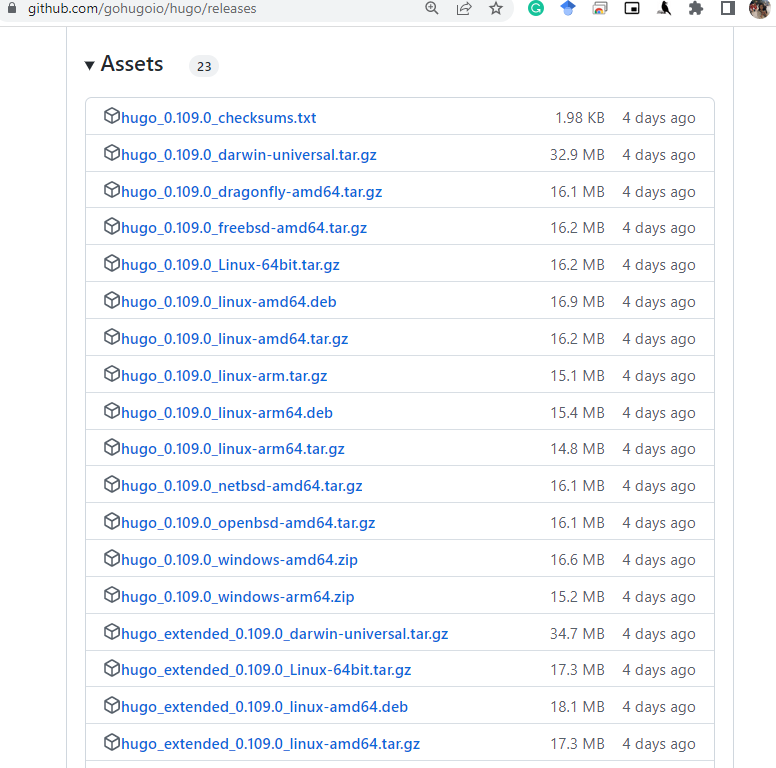 github.com/gohugoio/hugo/releases
Assets 23
hugo_0.109.0_checksums.txt 1.98 KB 4 days ago
hugo_0.109.0_darwin-universal.tar.gz 32.9 MB 4 days ago
hugo_0.109.0_dragonfly-amd64.tar.gz 16.1 MB 4 days ago
hugo_0.109.0_freebsd-amd64.tar.gz 16.2 MB 4 days ago
hugo_0.109.0_Linux-64bit.tar.gz 16.2 MB 4 days ago
hugo_0.109.0_linux-amd64.deb 16.9 MB 4 days ago
hugo_0.109.0_linux-amd64.tar.gz 16.2 MB 4 days ago
hugo_0.109.0_linux-arm.tar.gz 15.1 MB 4 days ago
hugo_0.109.0_linux-arm64.deb 15.4 MB 4 days ago
hugo_0.109.0_linux-arm64.tar.gz 14.8 MB 4 days ago
hugo_0.109.0_netbsd-amd64.tar.gz 16.1 MB 4 days ago
hugo_0.109.0_openbsd-amd64.tar.gz 16.1 MB 4 days ago
hugo_0.109.0_windows-amd64.zip 16.6 MB 4 days ago
hugo_0.109.0_windows-arm64.zip 15.2 MB 4 days ago
hugo_extended_0.109.0_darwin-universal.tar.gz 34.7 MB 4 days ago
hugo_extended_0.109.0_Linux-64bit.tar.gz 17.3 MB 4 days ago
hugo_extended_0.109.0_linux-amd64.deb 18.1 MB 4 days ago
hugo_extended_0.109.0_linux-amd64.tar.gz 17.3 MB 4 days ago